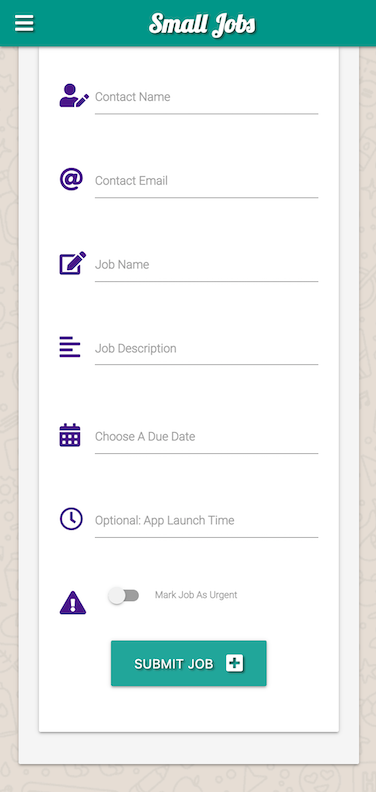 Small Jobs
Contact Name
Contact Email
Job Name
Job Description
Choose A Due Date
Optional: App Launch Time
Mark Job As Urgent
SUBMIT JOB